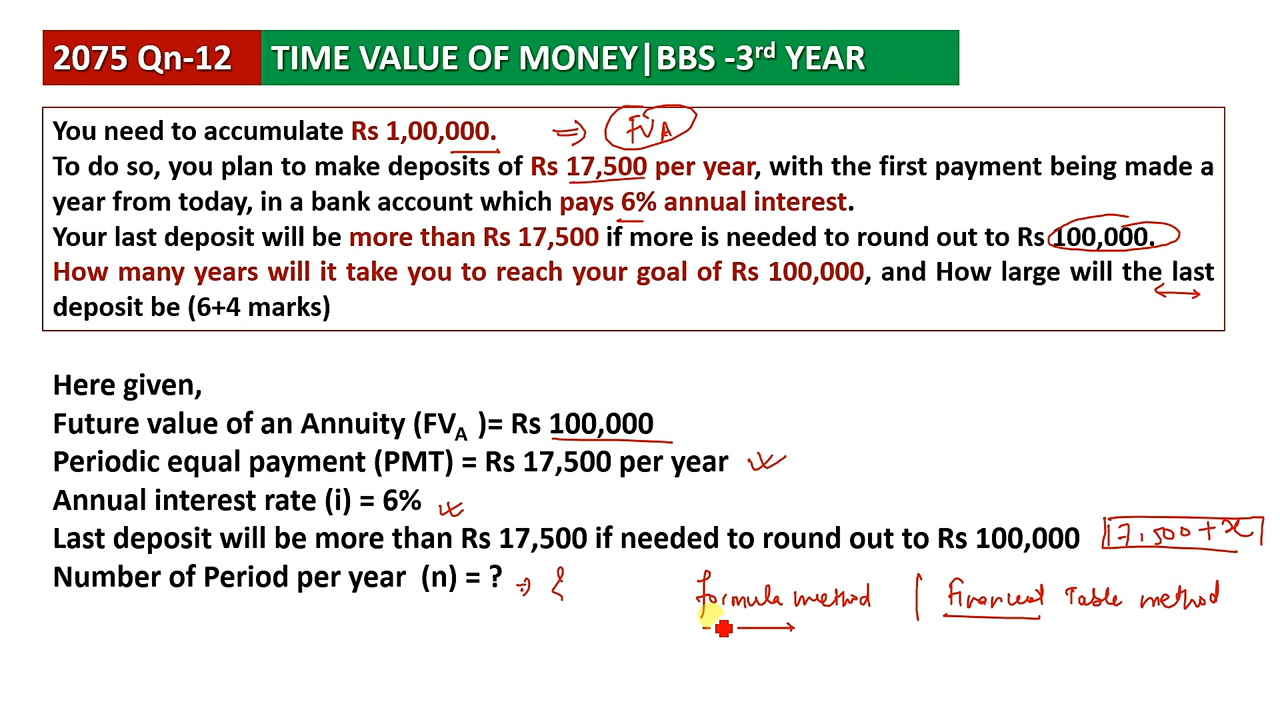 2075 Qn-12 TIME VALUE OF MONEY|BBS -3rd YEAR
You need to accumulate Rs 1,00,000. ⇒ FVA
To do so, you plan to make deposits of Rs 17,500 per year, with the first payment being made a
year from today, in a bank account which pays 6% annual interest.
Your last deposit will be more than Rs 17,500 if more is needed to round out to Rs 100,000.
How many years will it take you to reach your goal of Rs 100,000, and How large will the last
deposit be (6+4 marks)
Here given,
Future value of an Annuity (FVA )= Rs 100,000
Periodic equal payment (PMT) = Rs 17,500 per year
Annual interest rate (i) = 6%
Last deposit will be more than Rs 17,500 if needed to round out to Rs 100,000 17,500+x
Number of Period per year (n) = ?
formula method | Table method